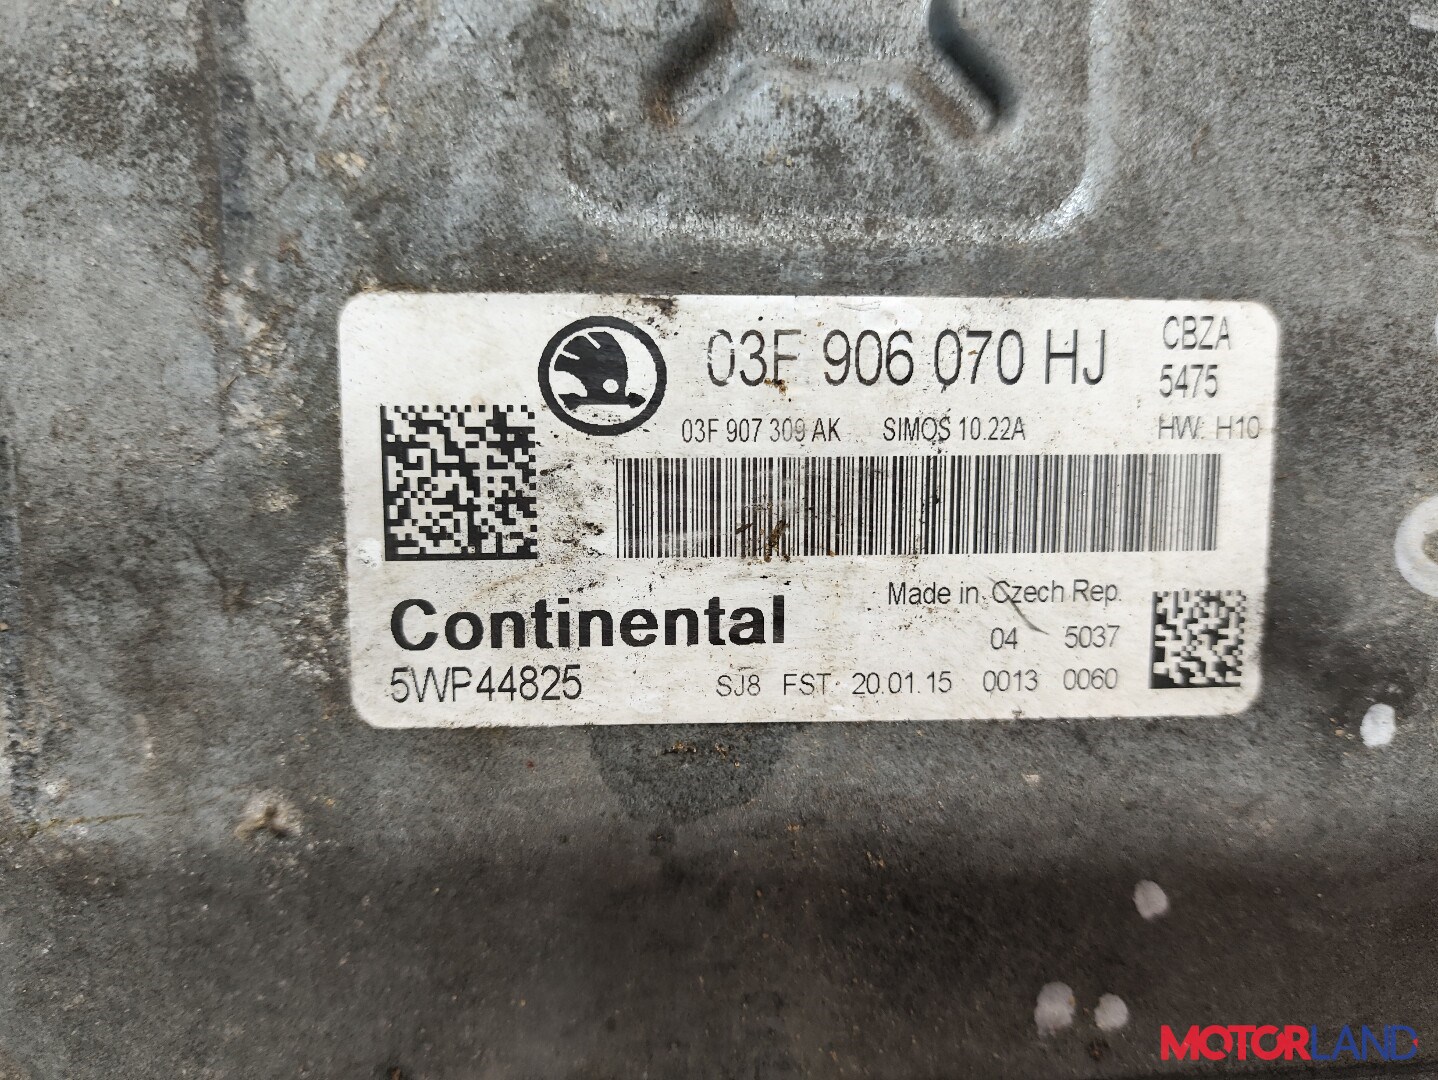 03F 906 070 HJ
CBZA
5475
03F 907 309 AK SIMOS 10.22A HW: H10
Continental
Made in Czech Rep.
04 5037
5WP44825
SJ8 FST 20.01.15 0013 0060
MOTORLAND